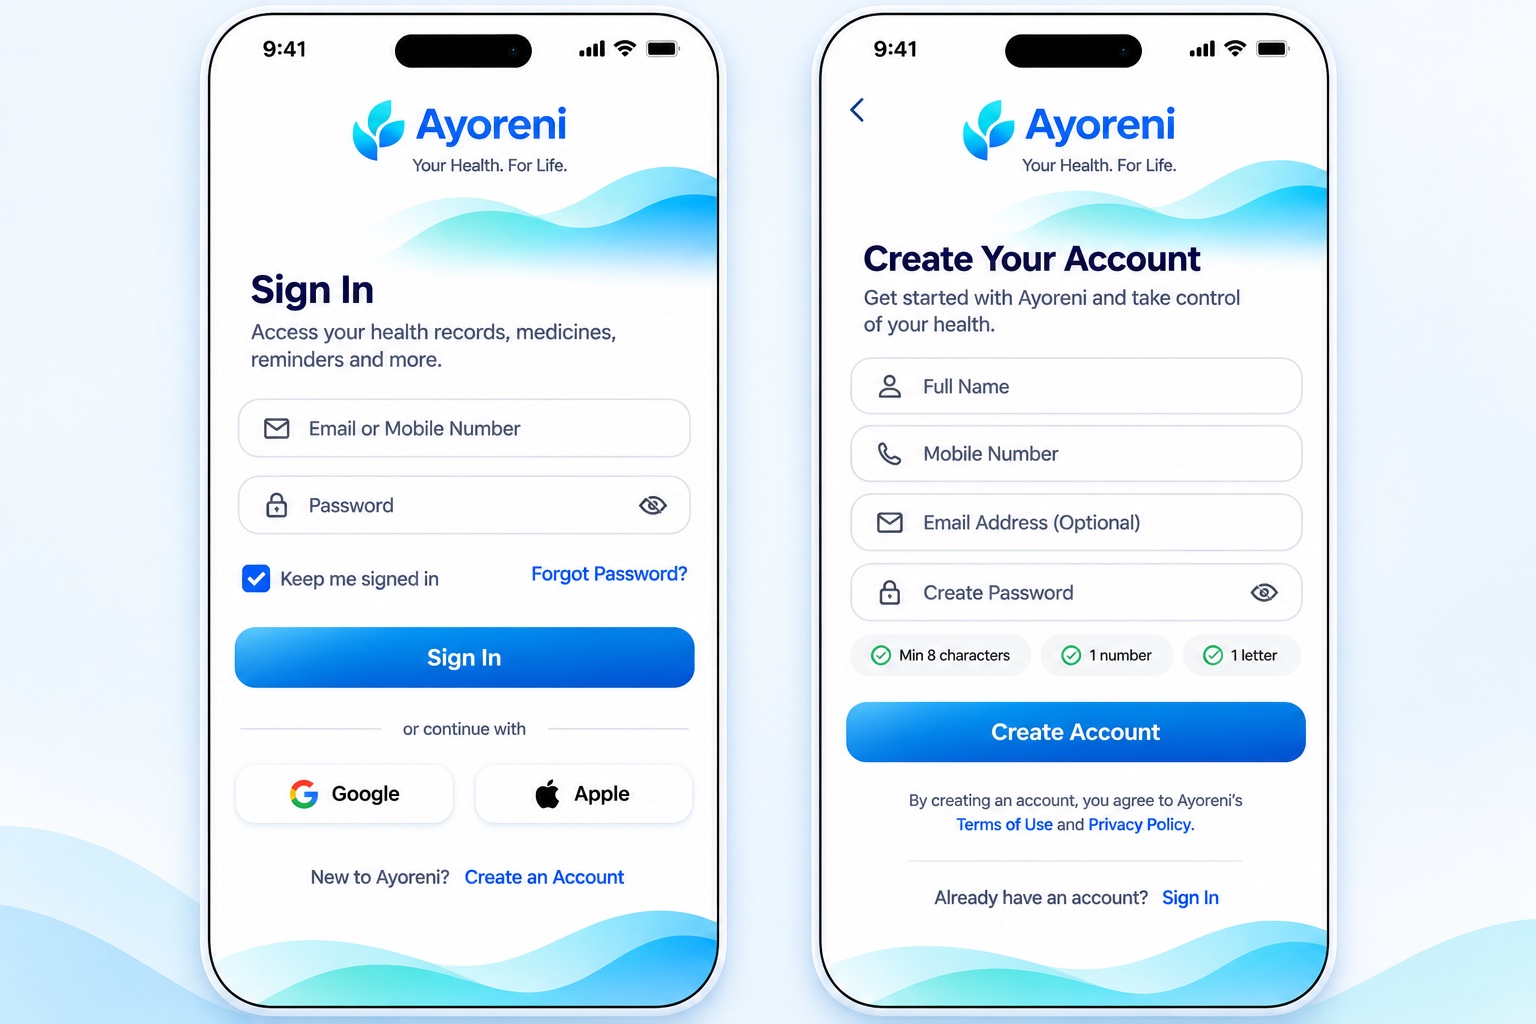 9:41
Ayoreni
Your Health. For Life.
Sign In
Access your health records, medicines,
reminders and more.
Email or Mobile Number
Password
Keep me signed in
Forgot Password?
Sign In
or continue with
Google
Apple
New to Ayoreni? Create an Account
9:41
Ayoreni
Your Health. For Life.
Create Your Account
Get started with Ayoreni and take control
of your health.
Full Name
Mobile Number
Email Address (Optional)
Create Password
Min 8 characters
1 number
1 letter
Create Account
By creating an account, you agree to Ayoreni's
Terms of Use and Privacy Policy.
Already have an account? Sign In